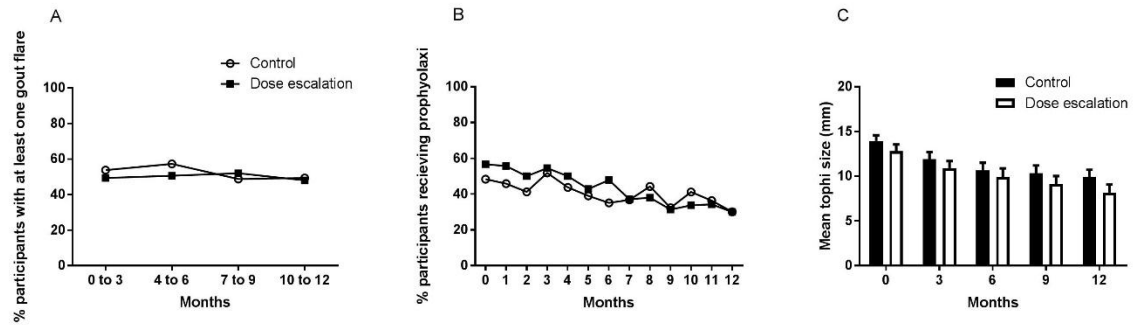 A
% participants with at least one gout flare
Control
Dose escalation
100
80
60
40
20
0
0 to 3 4 to 6 7 to 9 10 to 12
Months
B
% participants recieving prophyolaxi
100
80
60
40
20
0
0 1 2 3 4 5 6 7 8 9 10 11 12
Months
C
Mean tophi size (mm)
Control
Dose escalation
20
15
10
5
0
0 3 6 9 12
Months